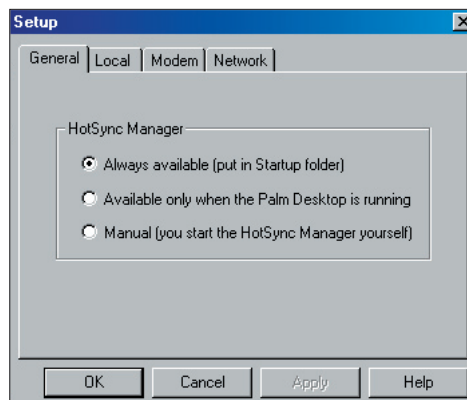 Setup
General Local Modem Network
HotSync Manager
Always available (put in Startup folder)
Available only when the Palm Desktop is running
Manual (you start the HotSync Manager yourself)
OK Cancel Apply Help